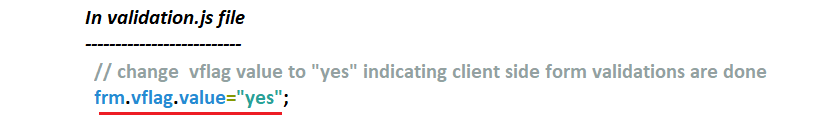 In validation.js file
--------------------------
// change  vflag value to "yes" indicating client side form validations are done
frm.vflag.value="yes";